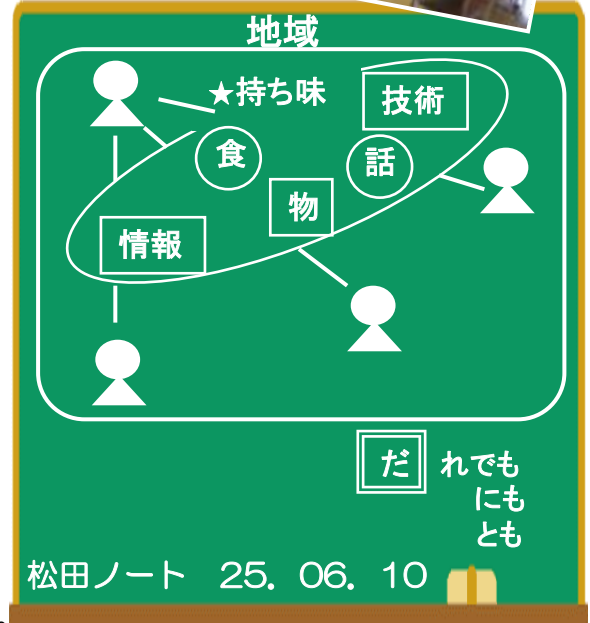 地域
★持ち味
技術
食
話
物
情報
だれでも
にも
とも
松田ノート 25. 06. 10